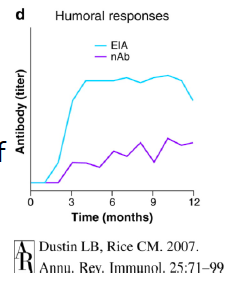 d Humoral responses
EIA
nAb
Antibody (titer)
f
0 3 6 9 12
Time (months)
AR Dustin LB, Rice CM. 2007.
Annu. Rev. Immunol. 25:71–99